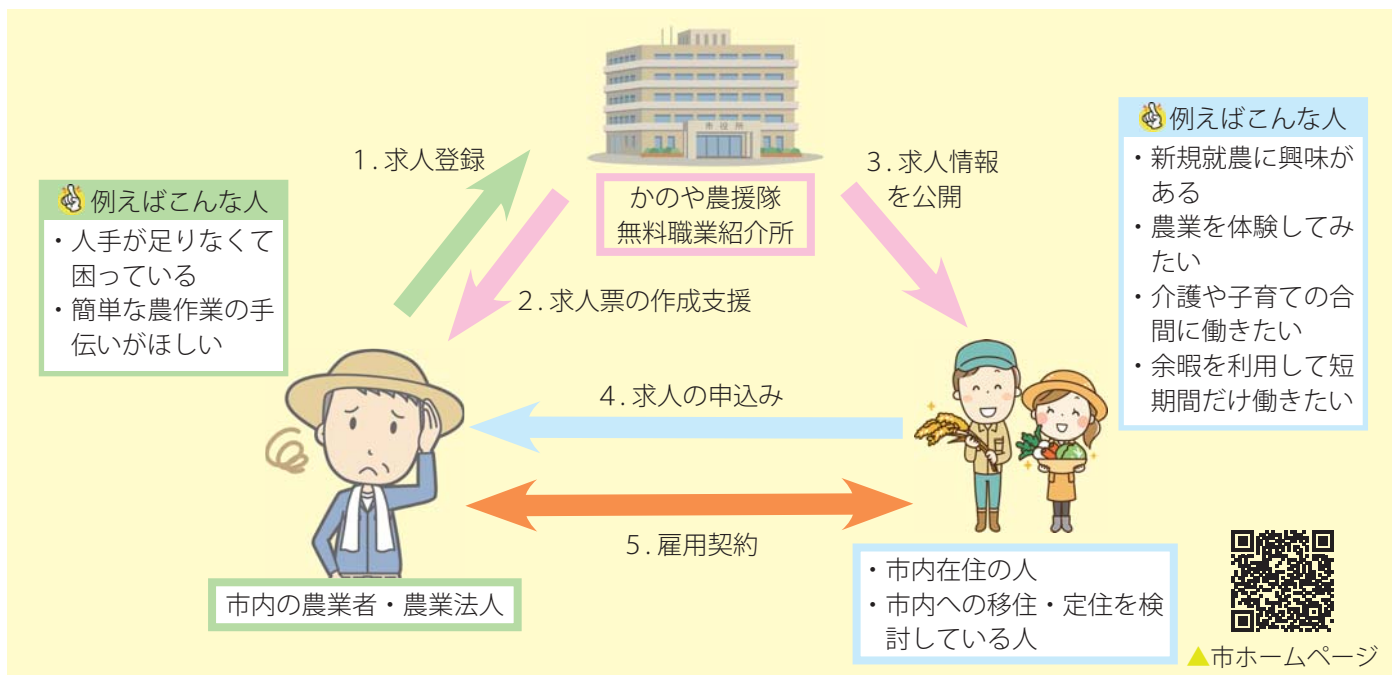 市役所
かのや農援隊
無料職業紹介所
1.求人登録
2.求人票の作成支援
3.求人情報
を公開
👆例えばこんな人
・人手が足りなくて
困っている
・簡単な農作業の手
伝いがほしい
👆例えばこんな人
・新規就農に興味が
ある
・農業を体験してみ
たい
・介護や子育ての合
間に働きたい
・余暇を利用して短
期間だけ働きたい
4.求人の申込み
5.雇用契約
市内の農業者・農業法人
・市内在住の人
・市内への移住・定住を検
討している人
▲市ホームページ